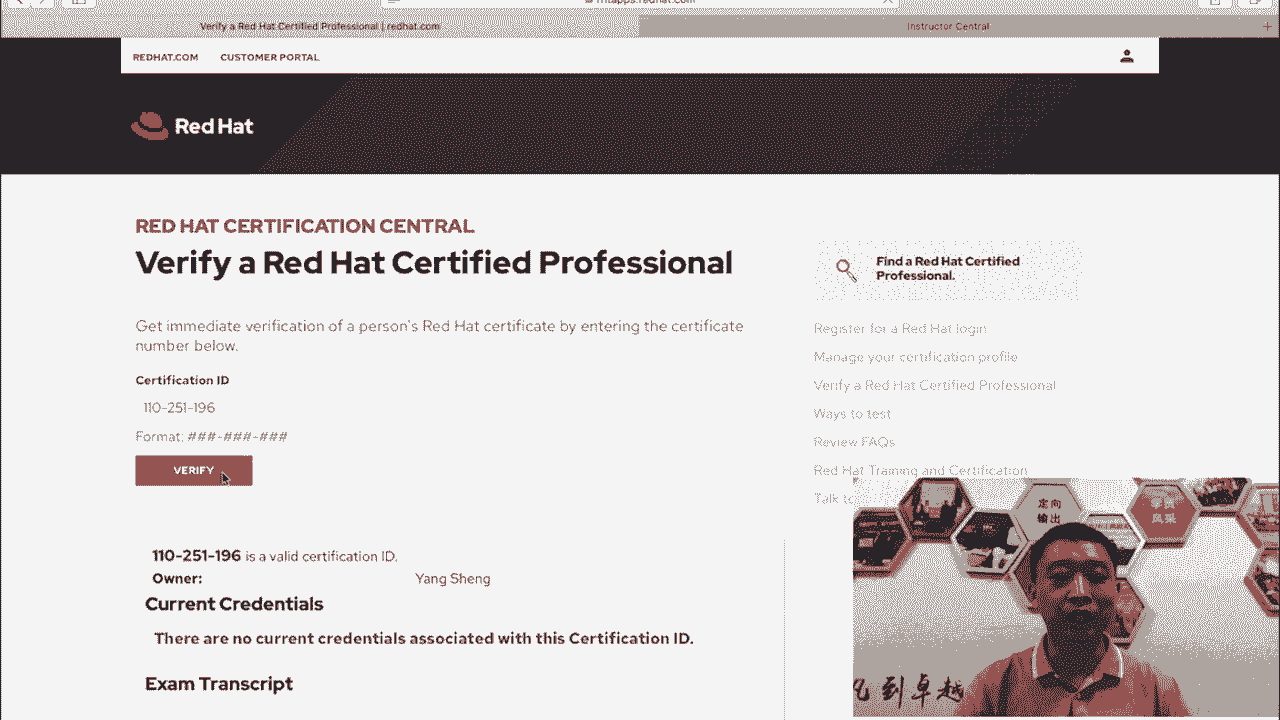 Verify a Red Hat Certified Professional | redhat.com
Instructor Central
REDHAT.COM
CUSTOMER PORTAL
Red Hat
RED HAT CERTIFICATION CENTRAL
Verify a Red Hat Certified Professional
Get immediate verification of a person's Red Hat certificate by entering the certificate
number below.
Certification ID
110-251-196
Format: ###-###-###
VERIFY
110-251-196 is a valid certification ID.
Owner: Yang Sheng
Current Credentials
There are no current credentials associated with this Certification ID.
Exam Transcript
Find a Red Hat Certified
Professional.
Register for a Red Hat login
Manage your certification profile
Verify a Red Hat Certified Professional
Ways to test
Review FAQs
Red Hat Training and Certification
Talk
定向
输出
学员
风采
到卓越